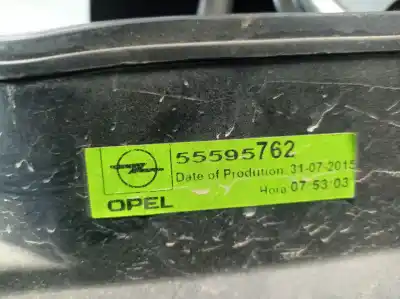 55595762
Date of Prodution: 31-07-2015
Hora 07 53 03
OPEL